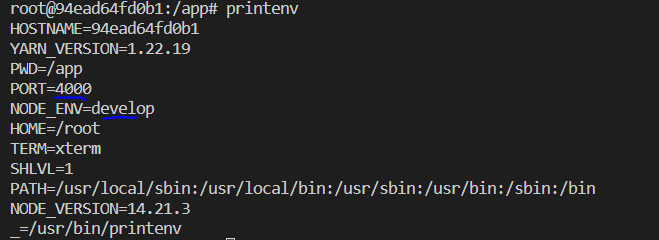 root@94ead64fd0b1:/app# printenv
HOSTNAME=94ead64fd0b1
YARN_VERSION=1.22.19
PWD=/app
PORT=4000
NODE_ENV=develop
HOME=/root
TERM=xterm
SHLVL=1
PATH=/usr/local/sbin:/usr/local/bin:/usr/sbin:/usr/bin:/sbin:/bin
NODE_VERSION=14.21.3
_=/usr/bin/printenv